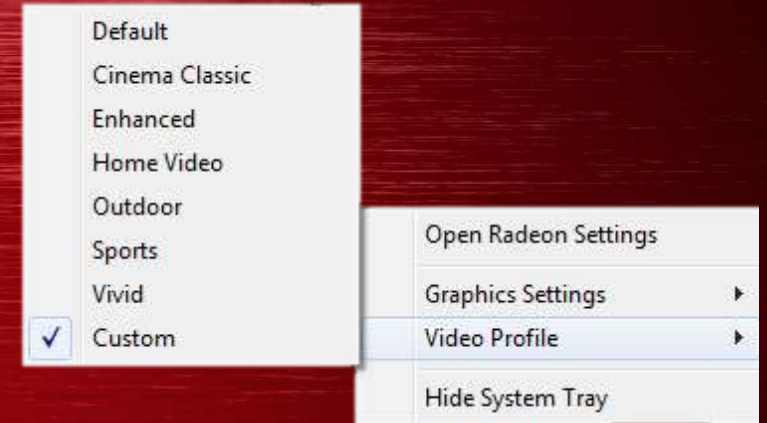 Default
Cinema Classic
Enhanced
Home Video
Outdoor
Sports
Vivid
Custom
Open Radeon Settings
Graphics Settings
Video Profile
Hide System Tray